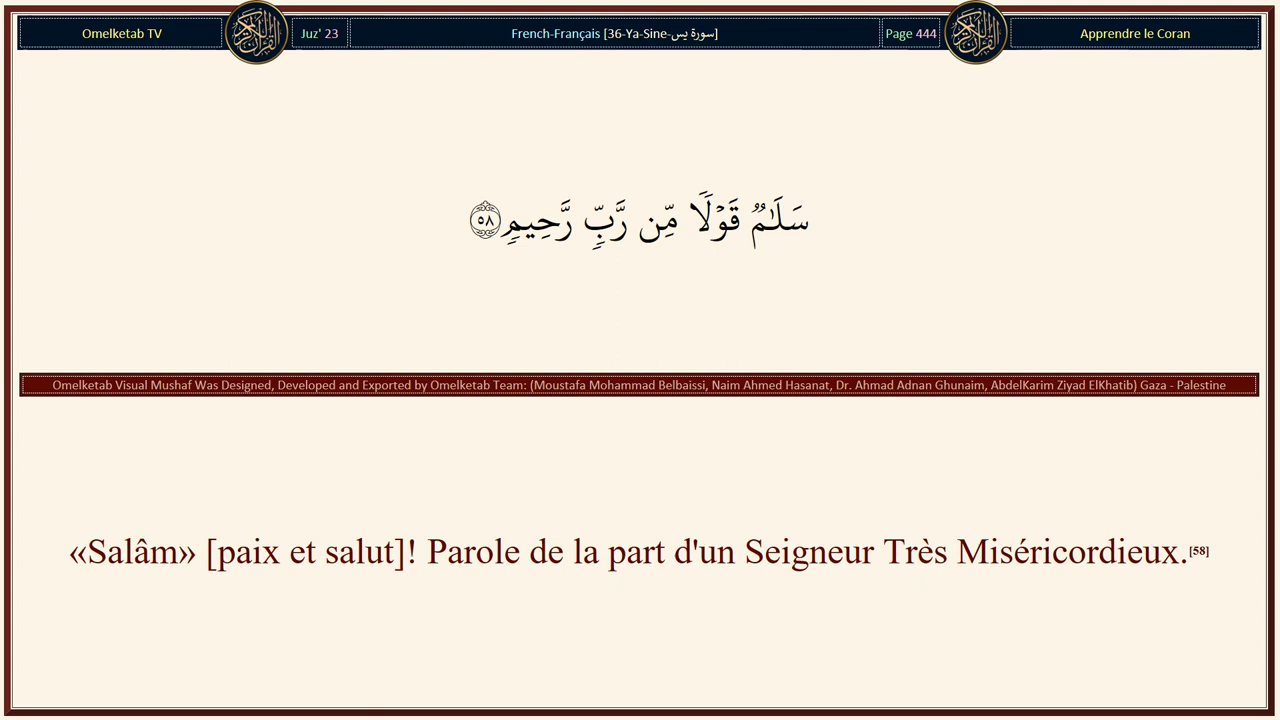 Omelketab TV
Juz' 23
French-Français [36-Ya-Sine-سورة يس]
Page 444
Apprendre le Coran
سَلَٰمٌ قَوْلًا مِّن رَّبٍّ رَّحِيمٍ ٥٨
Omelketab Visual Mushaf Was Designed, Developed and Exported by Omelketab Team: (Moustafa Mohammad Belbaissi, Naim Ahmed Hasanat, Dr. Ahmad Adnan Ghunaim, AbdelKarim Ziyad ElKhatib) Gaza - Palestine
«Salâm» [paix et salut]! Parole de la part d'un Seigneur Très Miséricordieux.[58]